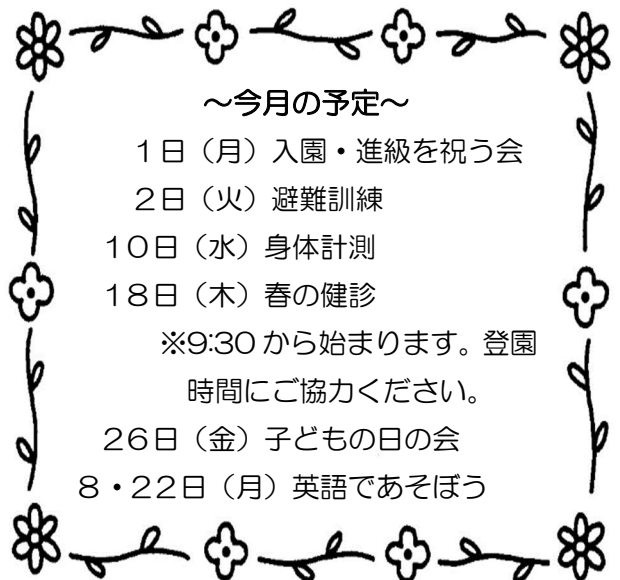 ～今月の予定～
１日（月）入園・進級を祝う会
２日（火）避難訓練
１０日（水）身体計測
１８日（木）春の健診
※9:30 から始まります。登園
時間にご協力ください。
２６日（金）子どもの日の会
８・２２日（月）英語であそぼう